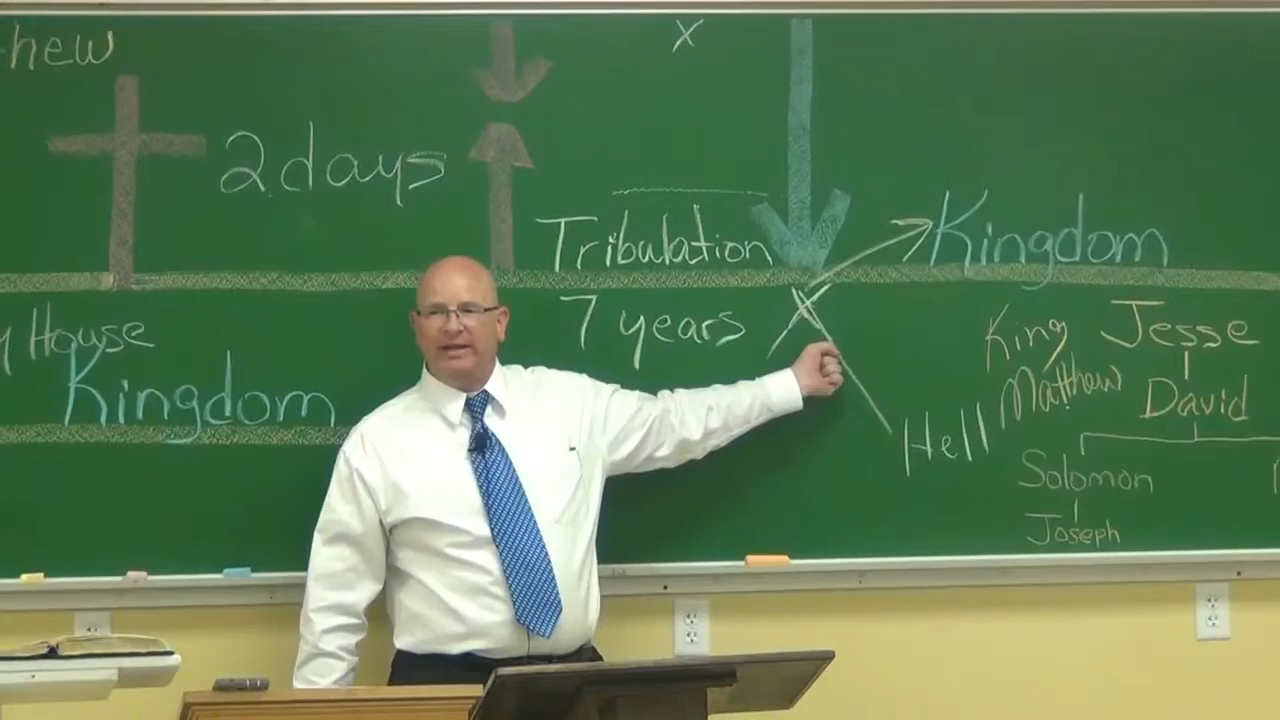 hew
x
2 days
Tribulation
Kingdom
7 years
House
Kingdom
King
Matthew
Jesse
David
Hell
Solomon
Joseph